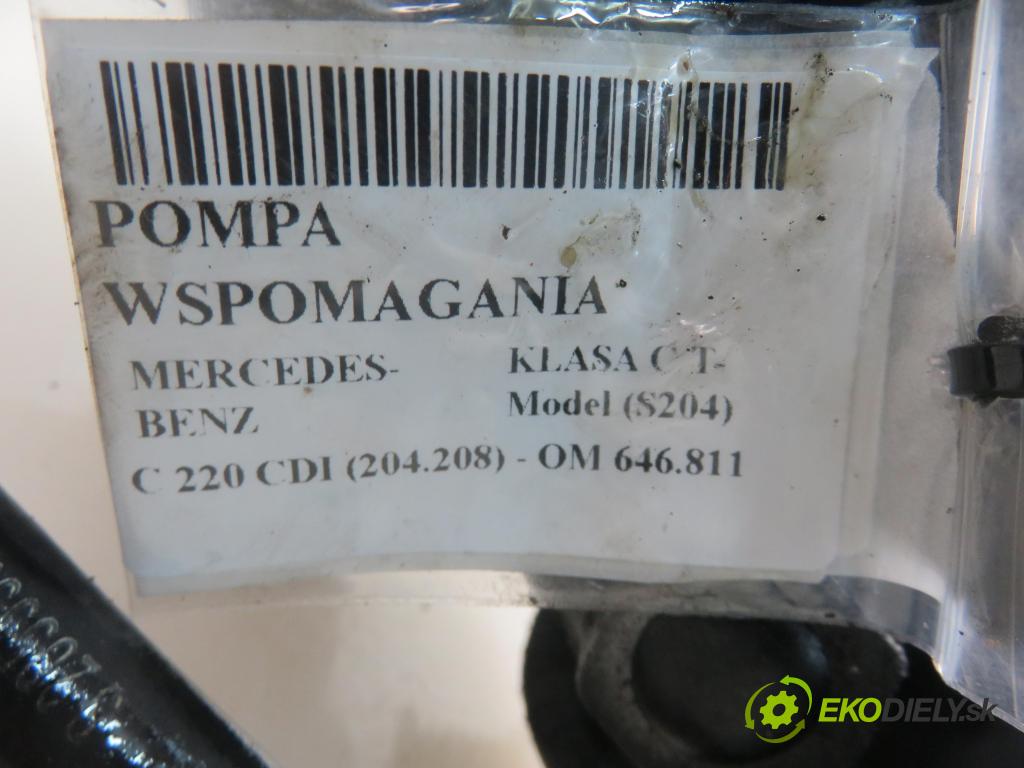 POMPA
WSPOMAGANIA
MERCEDES-
BENZ
KLASA C T-
Model (S204)
C 220 CDI (204.208) - OM 646.811
EKODIELY.sk